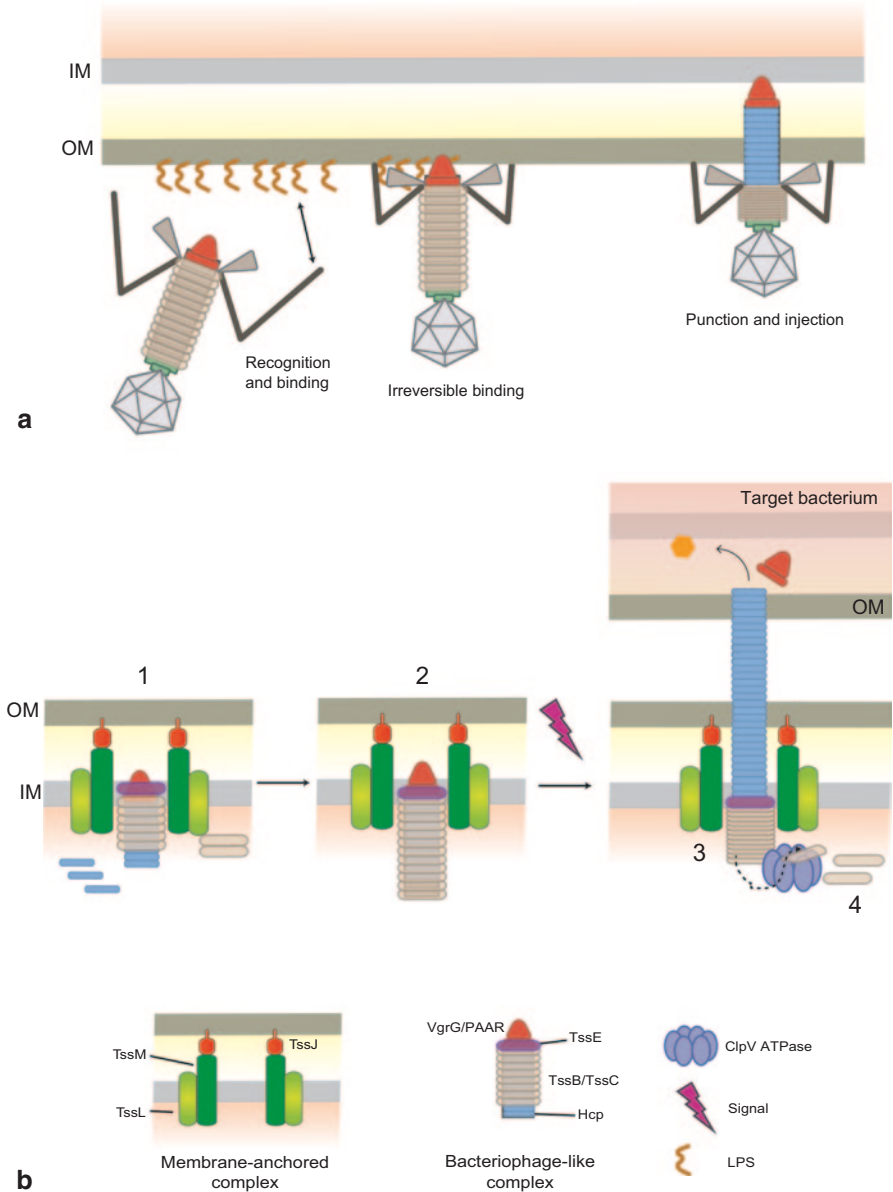 IM
OM
Recognition
and binding
Irreversible binding
Punction and injection
a
Target bacterium
OM
1
2
OM
IM
3
4
VgrG/PAAR
TssE
TssJ
TssM
TssB/TssC
ClpV ATPase
TssL
Hcp
Signal
Membrane-anchored
complex
Bacteriophage-like
complex
LPS
b